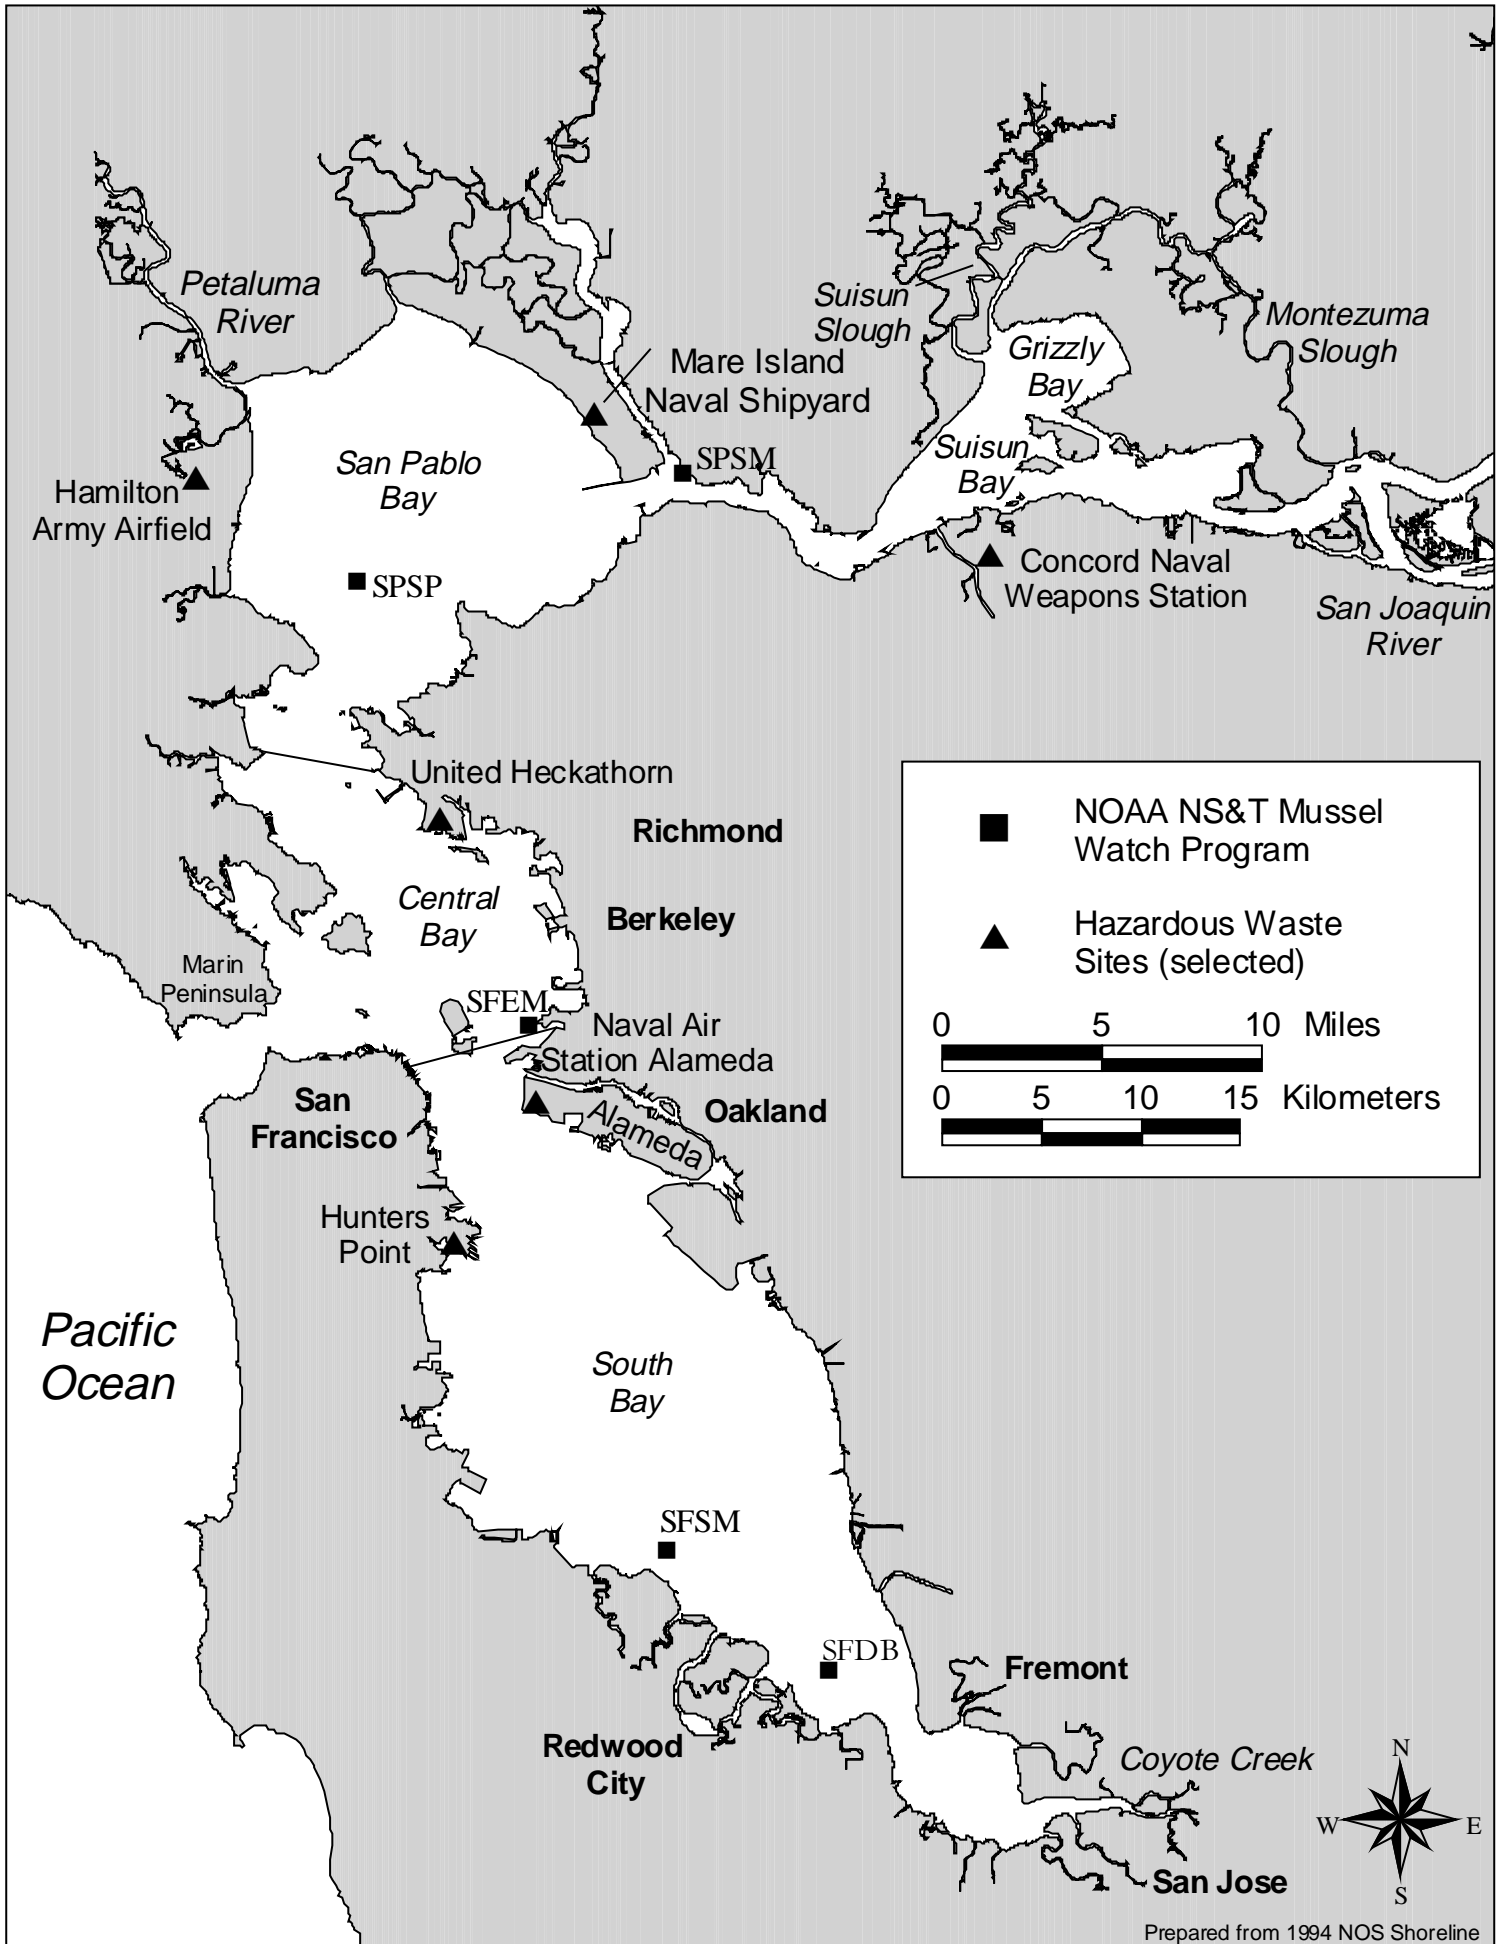 Petaluma
River
Suisun
Slough
Montezuma
Slough
Grizzly
Bay
Mare Island
Naval Shipyard
San Pablo
Bay
SPSM
Suisun
Bay
Hamilton
Army Airfield
SPSP
Concord Naval
Weapons Station
San Joaquin
River
United Heckathorn
Richmond
Central
Bay
Berkeley
Marin
Peninsula
SFEM
Naval Air
Station Alameda
San
Francisco
Alameda
Oakland
Hunters
Point
Pacific
Ocean
South
Bay
SFSM
SFDB
Fremont
Redwood
City
Coyote Creek
San Jose
NOAA NS&T Mussel
Watch Program
Hazardous Waste
Sites (selected)
0 5 10 Miles
0 5 10 15 Kilometers
N
W E
S
Prepared from 1994 NOS Shoreline